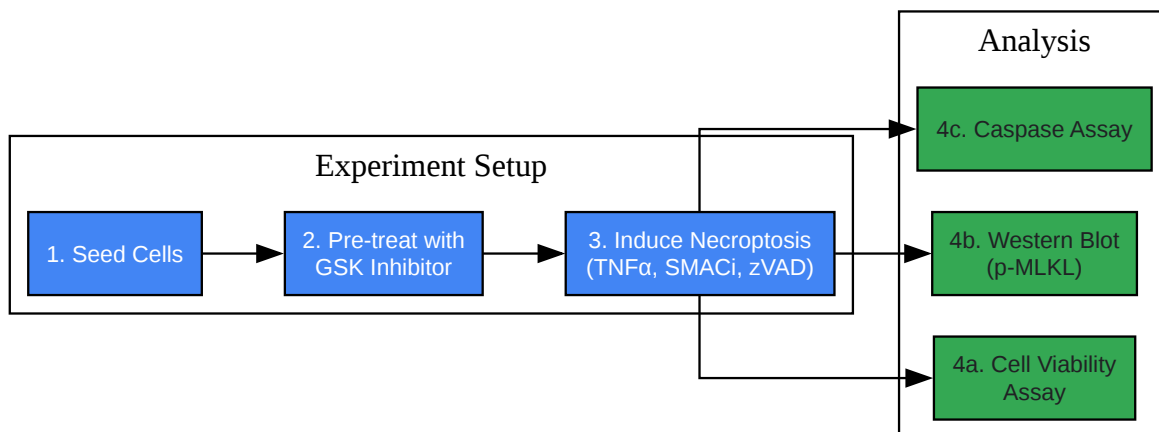 Experiment Setup
1. Seed Cells
2. Pre-treat with
GSK Inhibitor
3. Induce Necroptosis
(TNFα, SMACi, zVAD)
Analysis
4c. Caspase Assay
4b. Western Blot
(p-MLKL)
4a. Cell Viability
Assay